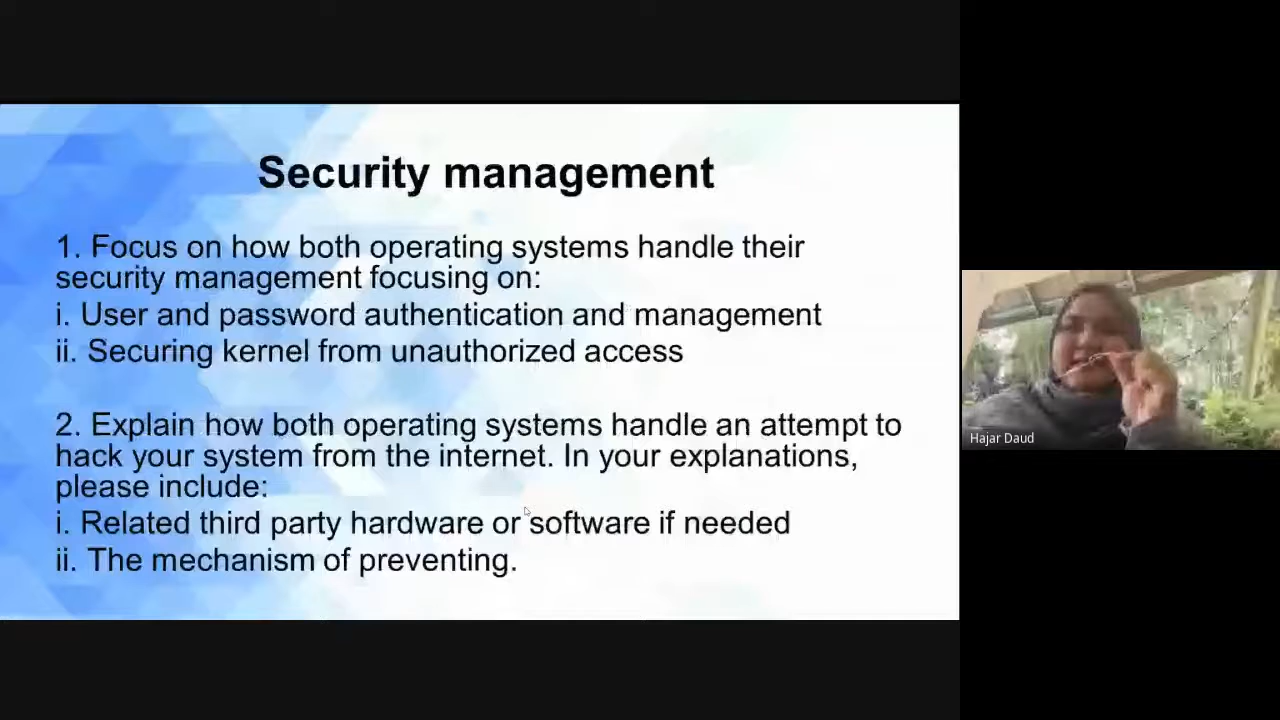 Security management
1. Focus on how both operating systems handle their
security management focusing on:
i. User and password authentication and management
ii. Securing kernel from unauthorized access
2. Explain how both operating systems handle an attempt to
hack your system from the internet. In your explanations,
please include:
i. Related third party hardware or software if needed
ii. The mechanism of preventing.
Hajar Daud